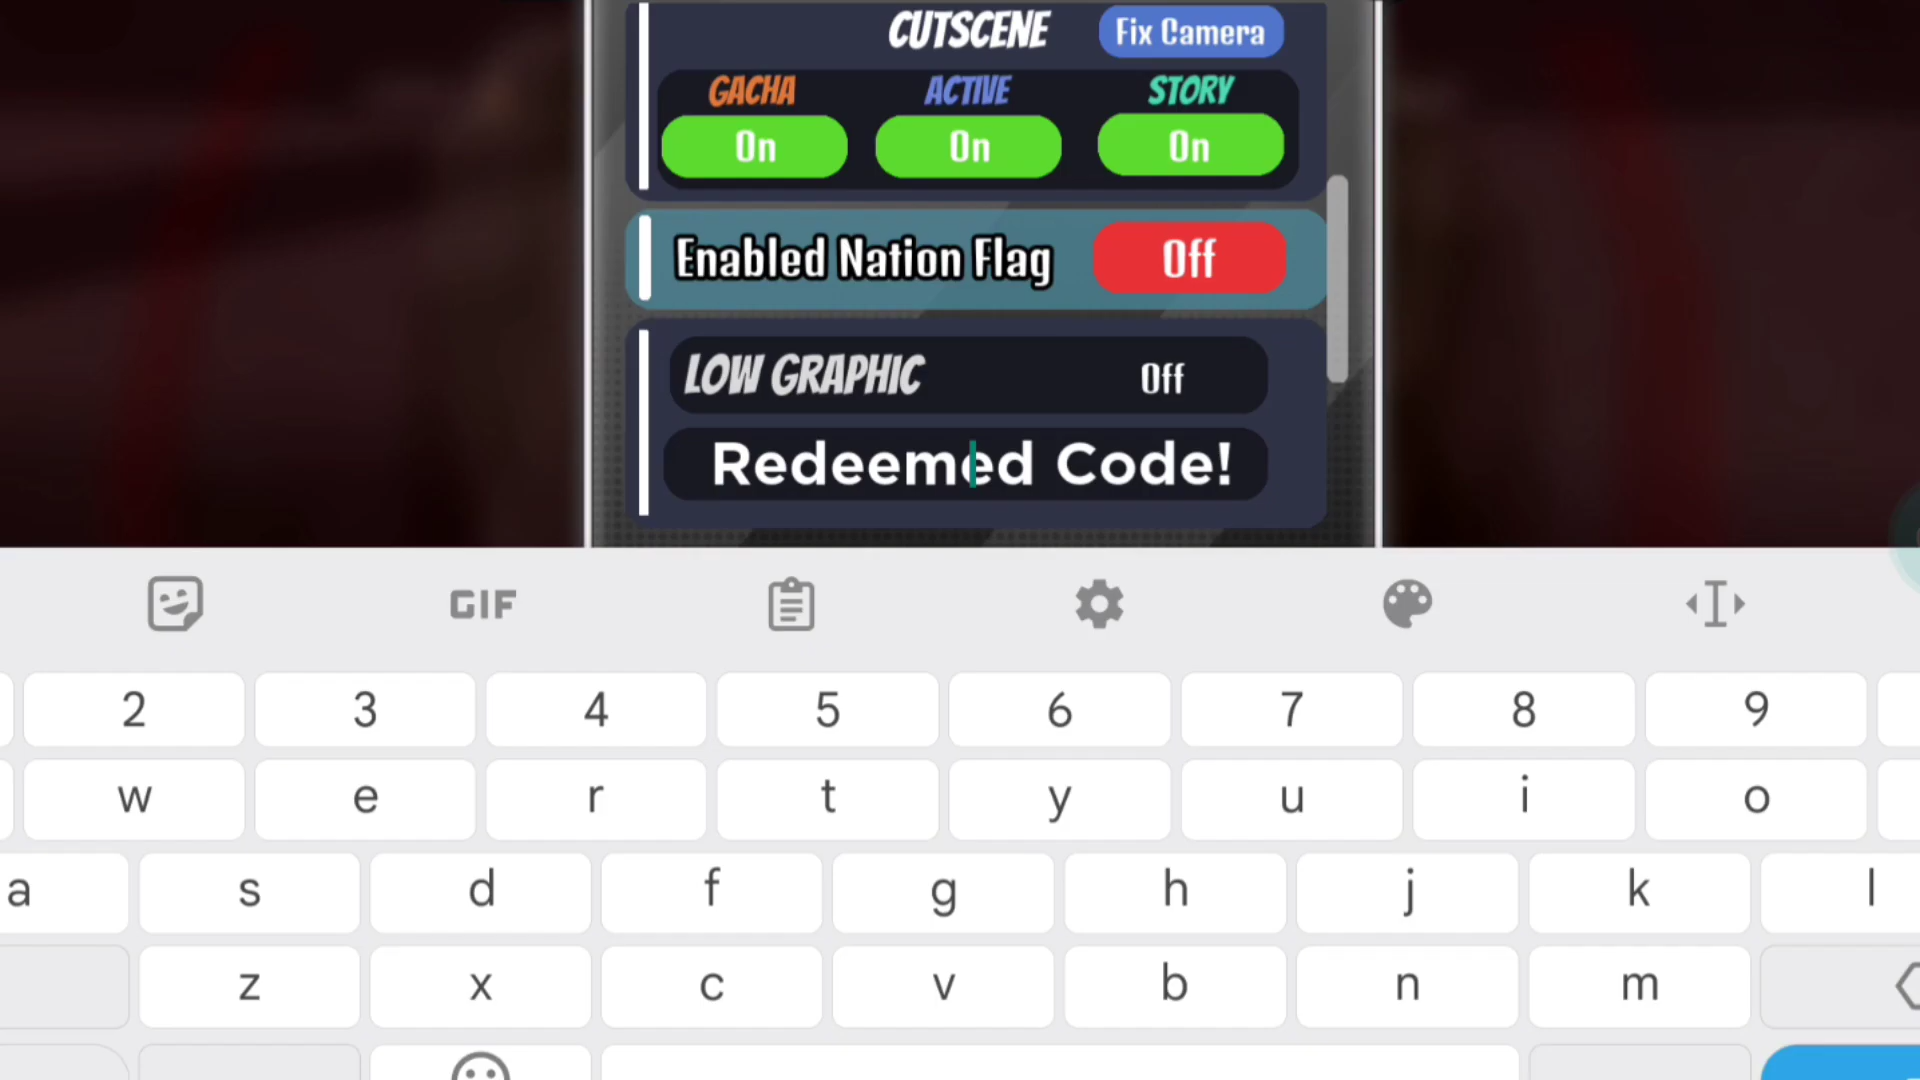 CUTSCENE Fix Camera
GACHA ACTIVE STORY
On On On
Enabled Nation Flag Off
LOW GRAPHIC Off
Redeemed Code!
GIF
2 3 4 5 6 7 8 9
w e r t y u i o
a s d f g h j k l
z x c v b n m